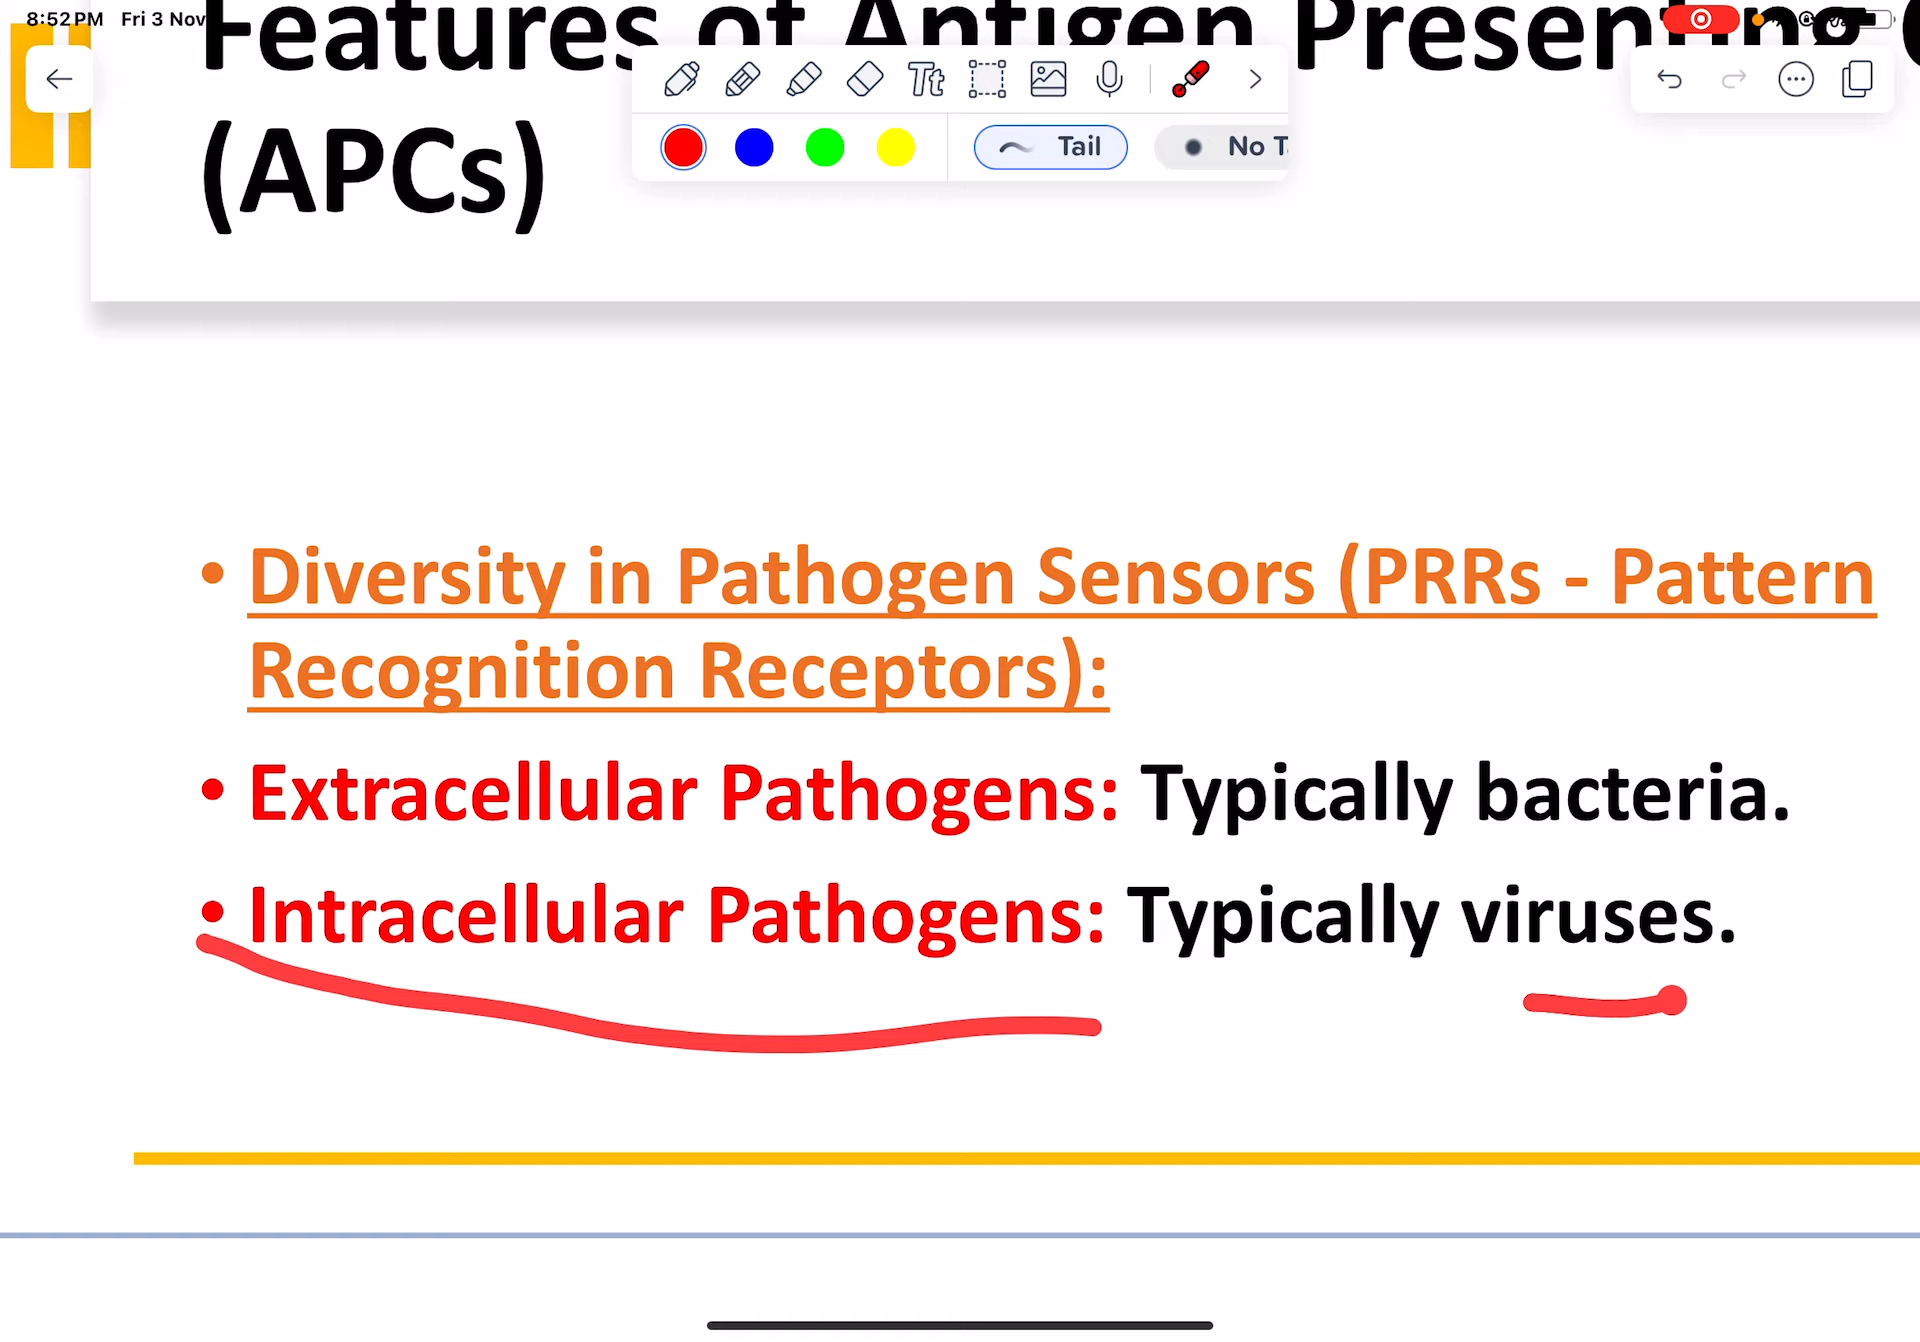 8:52 PM Fri 3 Nov
Features of Antigen Presenting
(APCs)
Tt
Tail
No T
• Diversity in Pathogen Sensors (PRRs - Pattern
Recognition Receptors):
• Extracellular Pathogens: Typically bacteria.
• Intracellular Pathogens: Typically viruses.